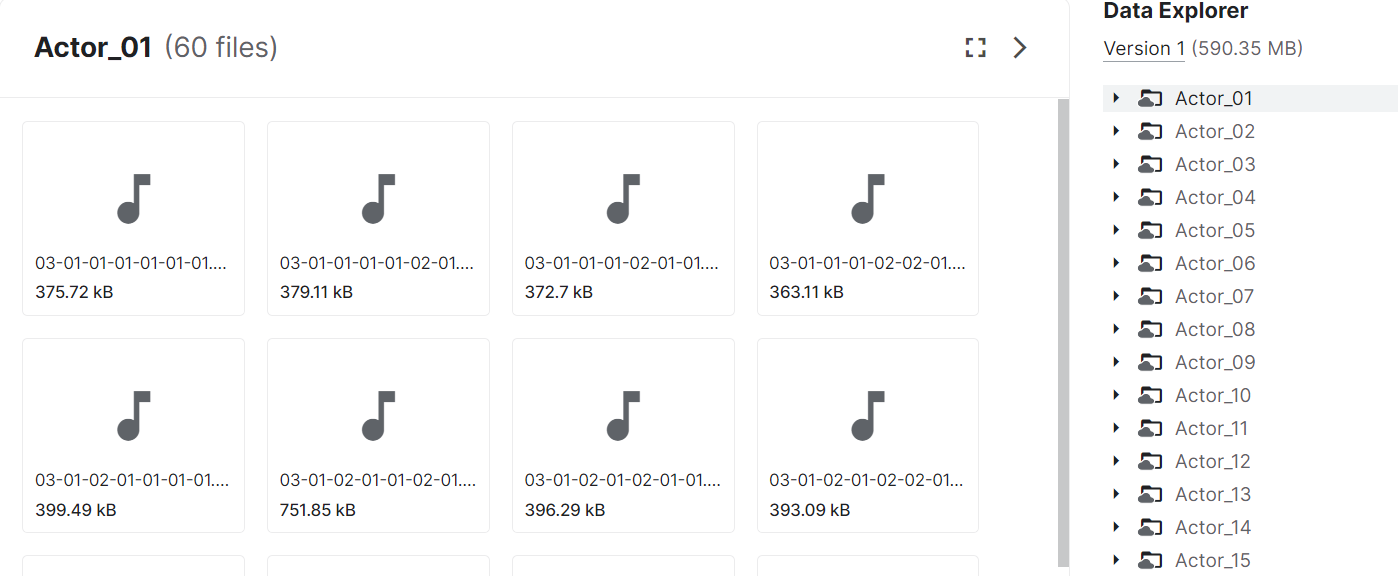 Actor_01 (60 files)
03-01-01-01-01-01-01....
375.72 kB
03-01-01-01-01-02-01....
379.11 kB
03-01-01-01-02-01-01....
372.7 kB
03-01-01-01-02-02-01....
363.11 kB
03-01-02-01-01-01-01....
399.49 kB
03-01-02-01-01-02-01....
751.85 kB
03-01-02-01-02-01-01....
396.29 kB
03-01-02-01-02-02-01...
393.09 kB
Data Explorer
Version 1 (590.35 MB)
Actor_01
Actor_02
Actor_03
Actor_04
Actor_05
Actor_06
Actor_07
Actor_08
Actor_09
Actor_10
Actor_11
Actor_12
Actor_13
Actor_14
Actor_15